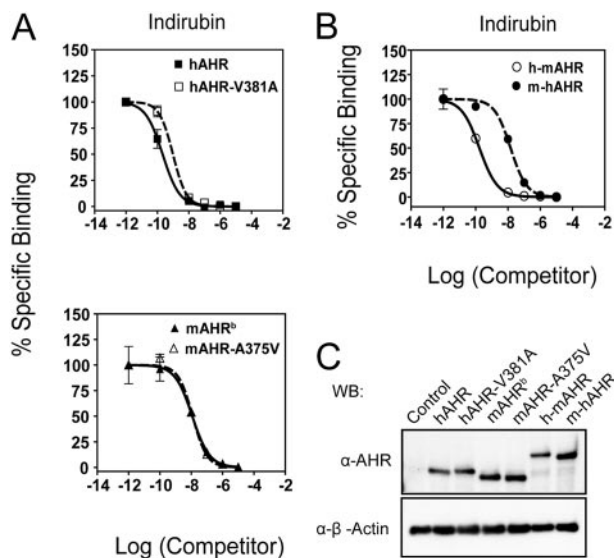 A
Indirubin
hAHR
hAHR-V381A
150
125
100
75
50
25
0
-14 -12 -10 -8 -6 -4 -2
% Specific Binding
mAHRᵇ
mAHR-A375V
150
125
100
75
50
25
0
-14 -12 -10 -8 -6 -4 -2
Log (Competitor)
B
Indirubin
h-mAHR
m-hAHR
150
125
100
75
50
25
0
-14 -12 -10 -8 -6 -4 -2
% Specific Binding
Log (Competitor)
C
WB:
Control
hAHR
hAHR-V381A
mAHRᵇ
mAHR-A375V
h-mAHR
m-hAHR
α-AHR
α-β -Actin